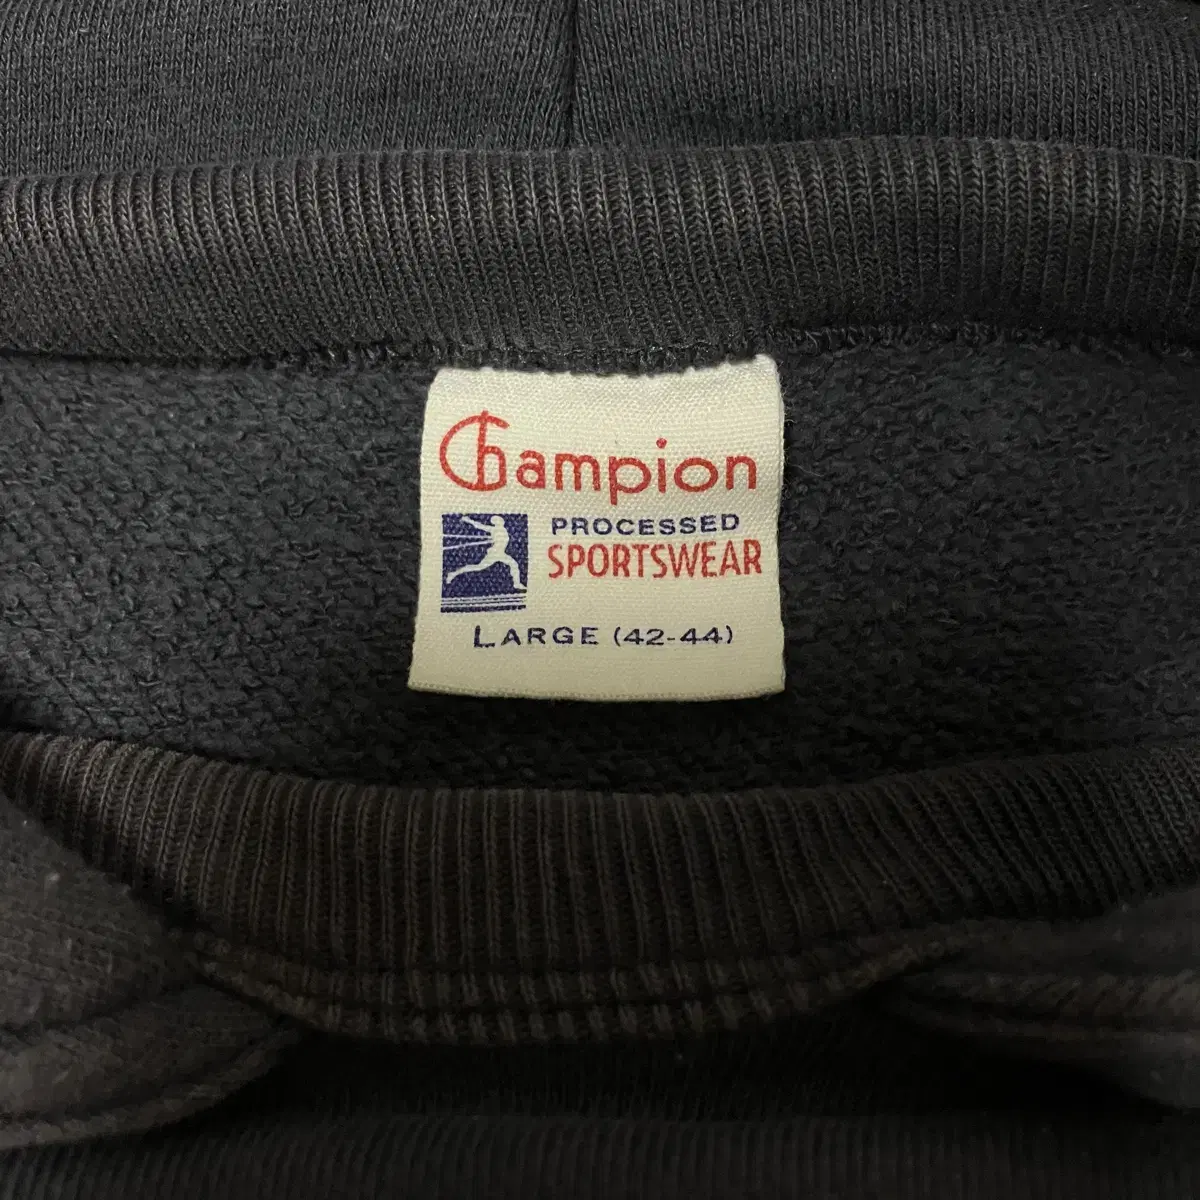 Champion
PROCESSED
SPORTSWEAR
LARGE (42-44)